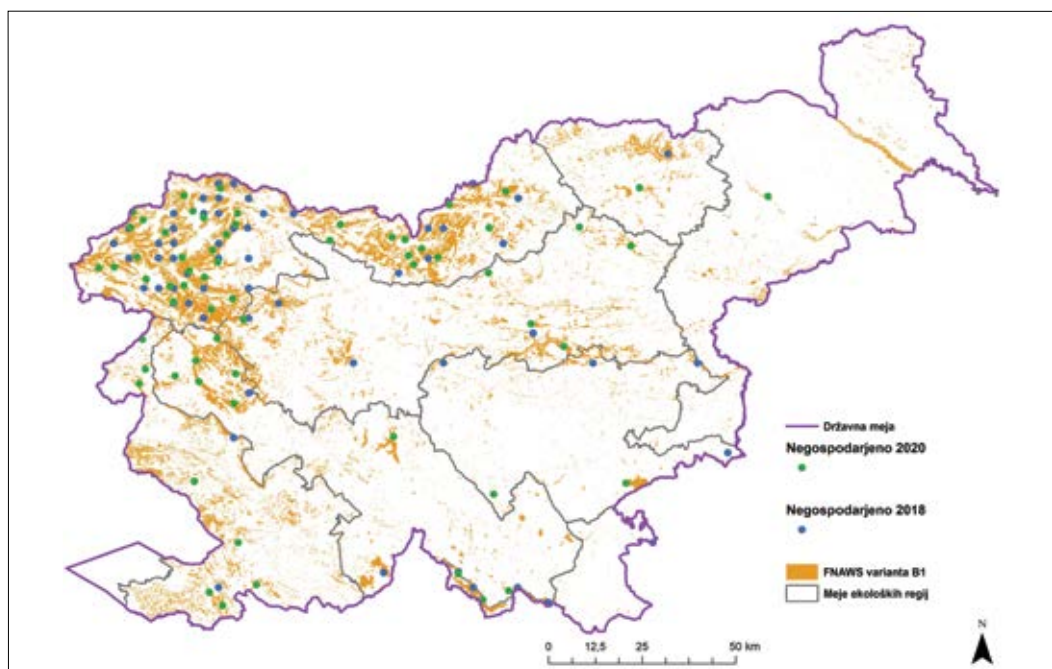 Državna meja
Negospodarjeno 2020
Negospodarjeno 2018
FNAWS varianta B1
Meje ekoloških regij
N
0 12,5 25 50 km